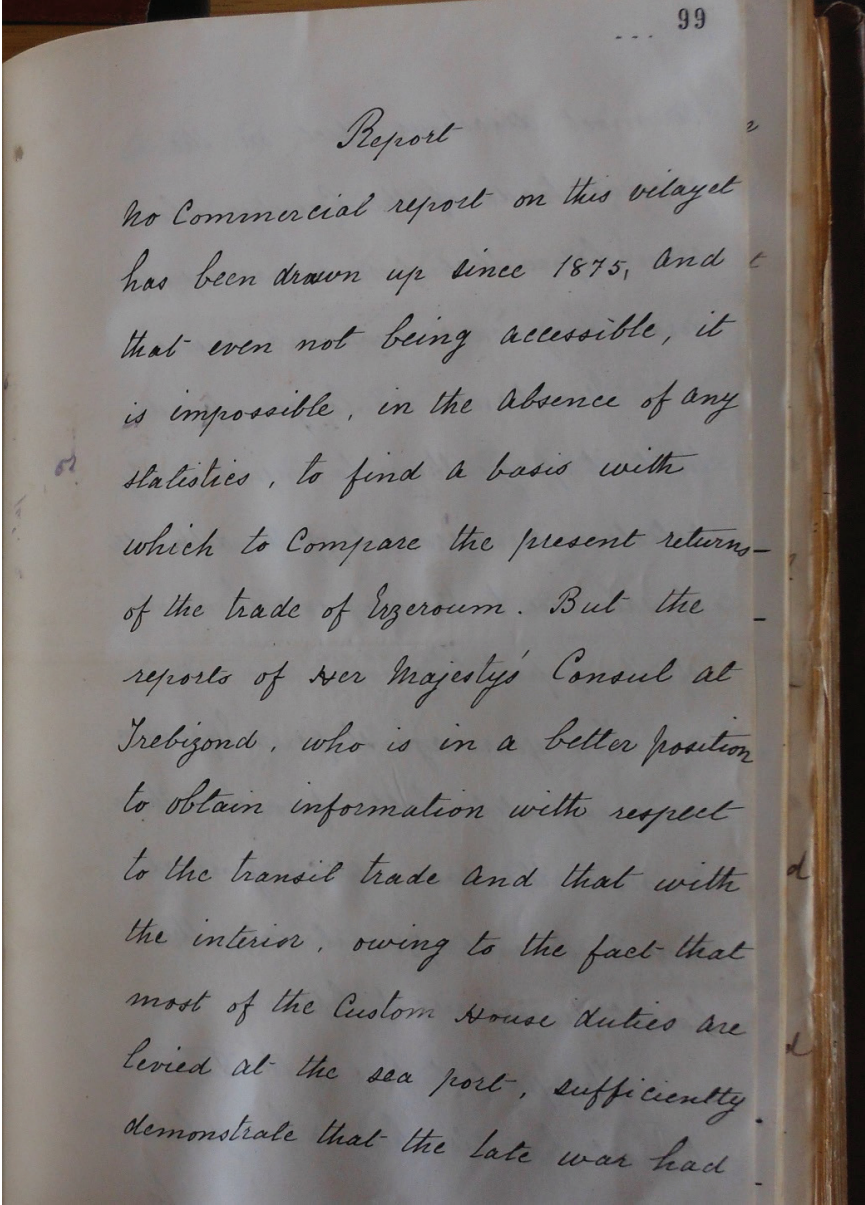 99
Report
No Commercial report on this vilayet
has been drawn up since 1875, and
that even not being accessible, it
is impossible, in the absence of any
statistics, to find a basis with
which to compare the present returns
of the trade of Erzeroum. But the
reports of Her Majesty's Consul at
Trebizond, who is in a better position
to obtain information with respect
to the transit trade and that with
the interior, owing to the fact that
most of the Custom House duties are
levied at the sea port, sufficiently
demonstrate that the late war had